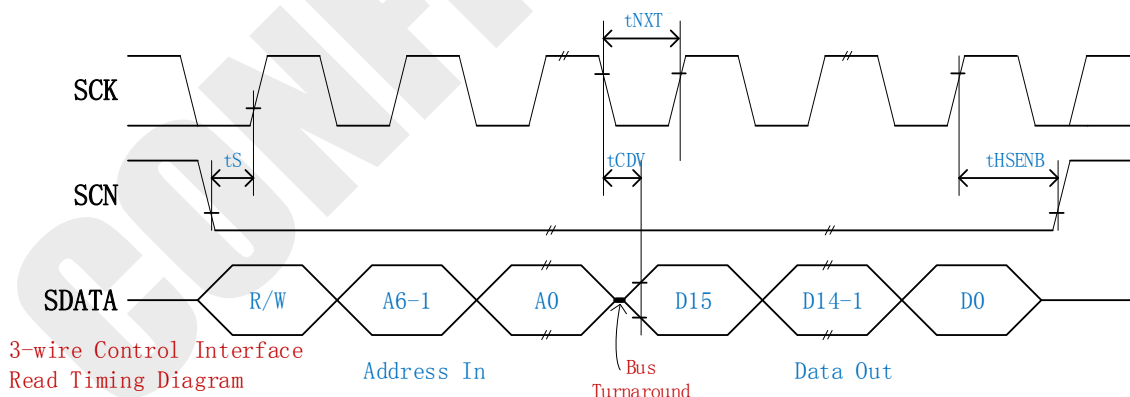 tNXT
SCK
tS
tCDV
tHSENB
SCN
SDATA
R/W
A6-1
A0
D15
D14-1
D0
3-wire Control Interface
Read Timing Diagram
Address In
Bus
Turnaround
Data Out